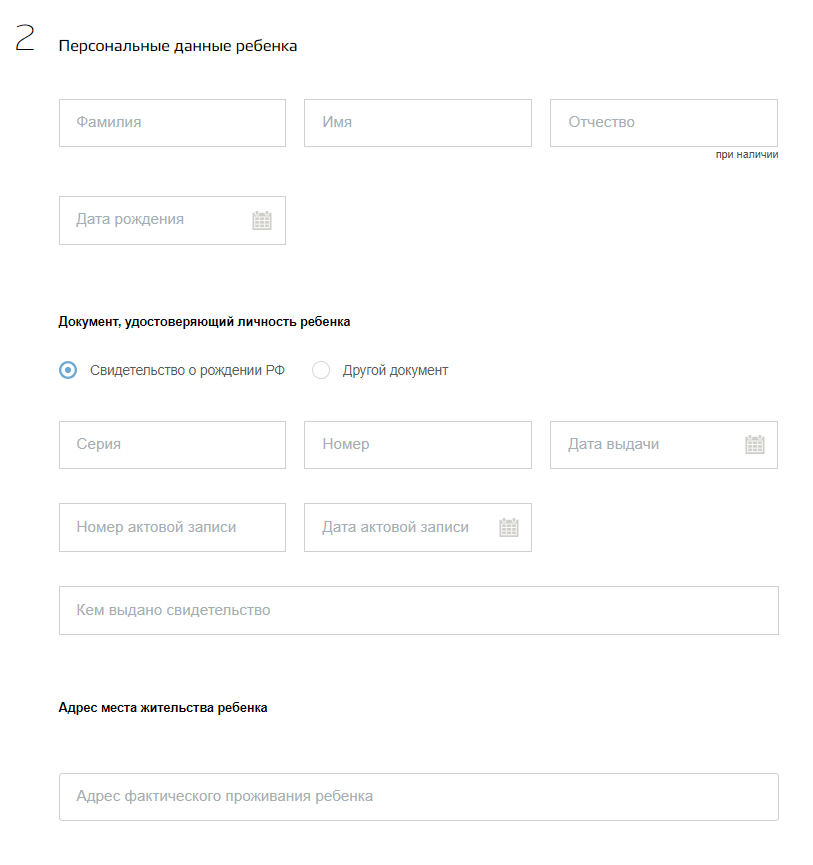 2 Персональные данные ребенка
Фамилия Имя Отчество
при наличии
Дата рождения
Документ, удостоверяющий личность ребенка
Свидетельство о рождении РФ Другой документ
Серия Номер Дата выдачи
Номер актовой записи Дата актовой записи
Кем выдано свидетельство
Адрес места жительства ребенка
Адрес фактического проживания ребенка